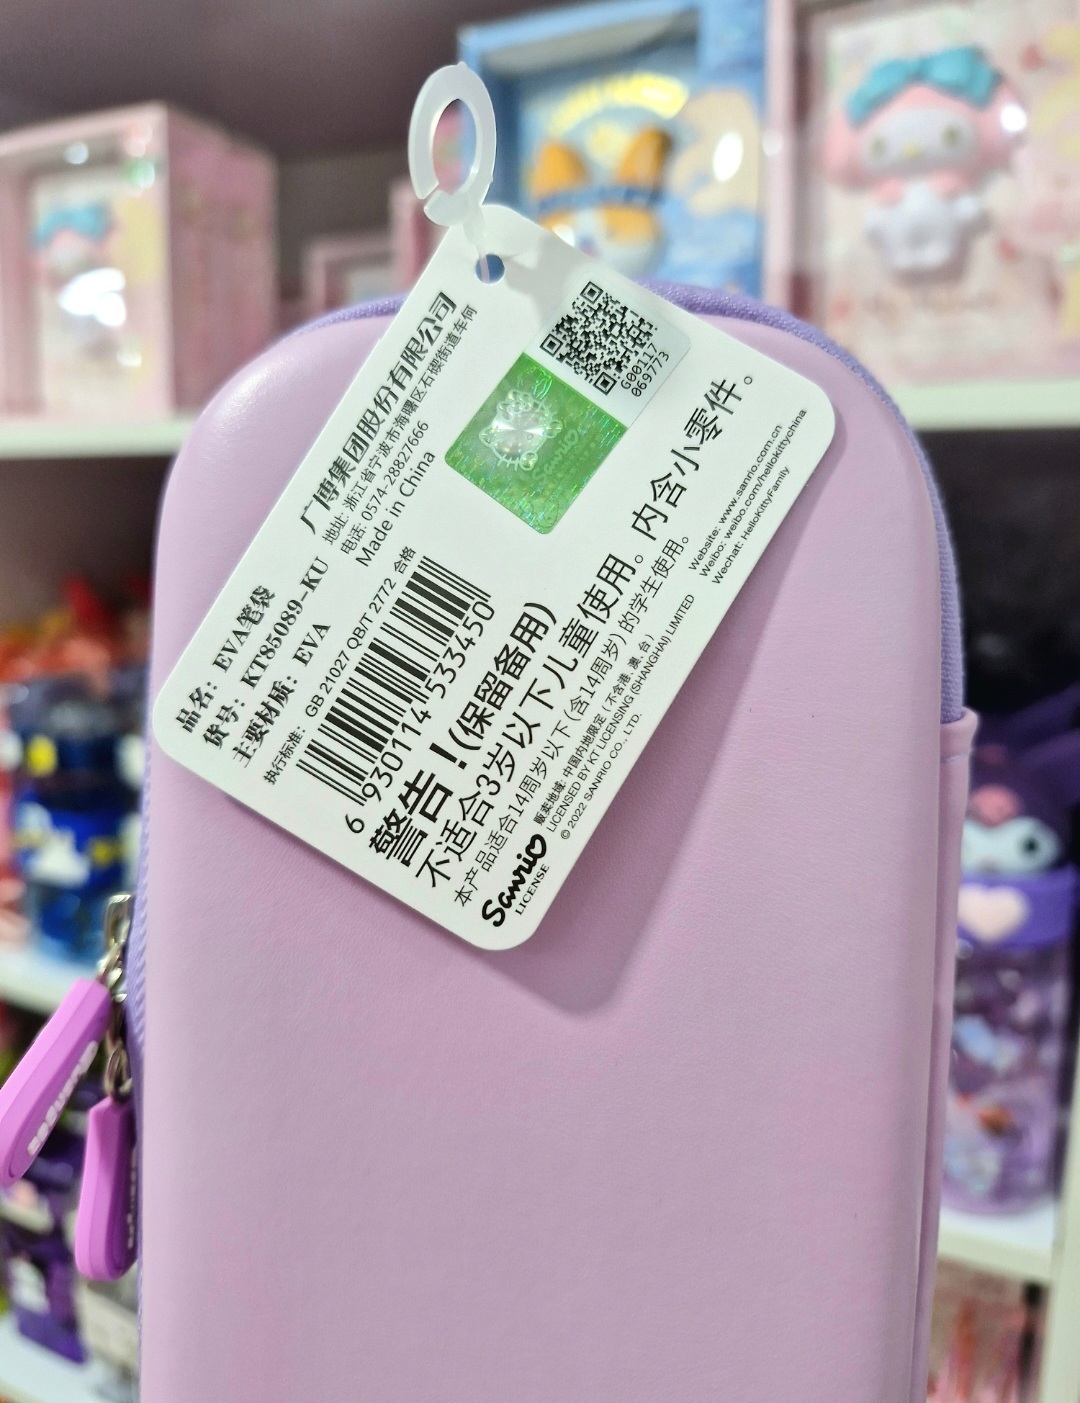 品名: EVA笔袋
货号: KT85089-KU
主要材质: EVA
广博集团股份有限公司
地址: 浙江省宁波市海曙区石碶街道车何
电话: 0574-28827666
Made in China
执行标准: GB 21027 QB/T 2772 合格
6 930114 533450
G00117
069773
警告！(保留备用)
不适合3岁以下儿童使用。内含小零件。
本产品适合14周岁以下(含14周岁)的学生使用。
Sanrio
LICENSE
贩卖地域: 中国内地限定 (不含港、澳、台)
LICENSED BY KT LICENSING (SHANGHAI) LIMITED
© 2022 SANRIO CO., LTD.
Website: www.sanrio.com.cn
Weibo: weibo.com/hellokittychina
Wechat: HelloKittyFamily